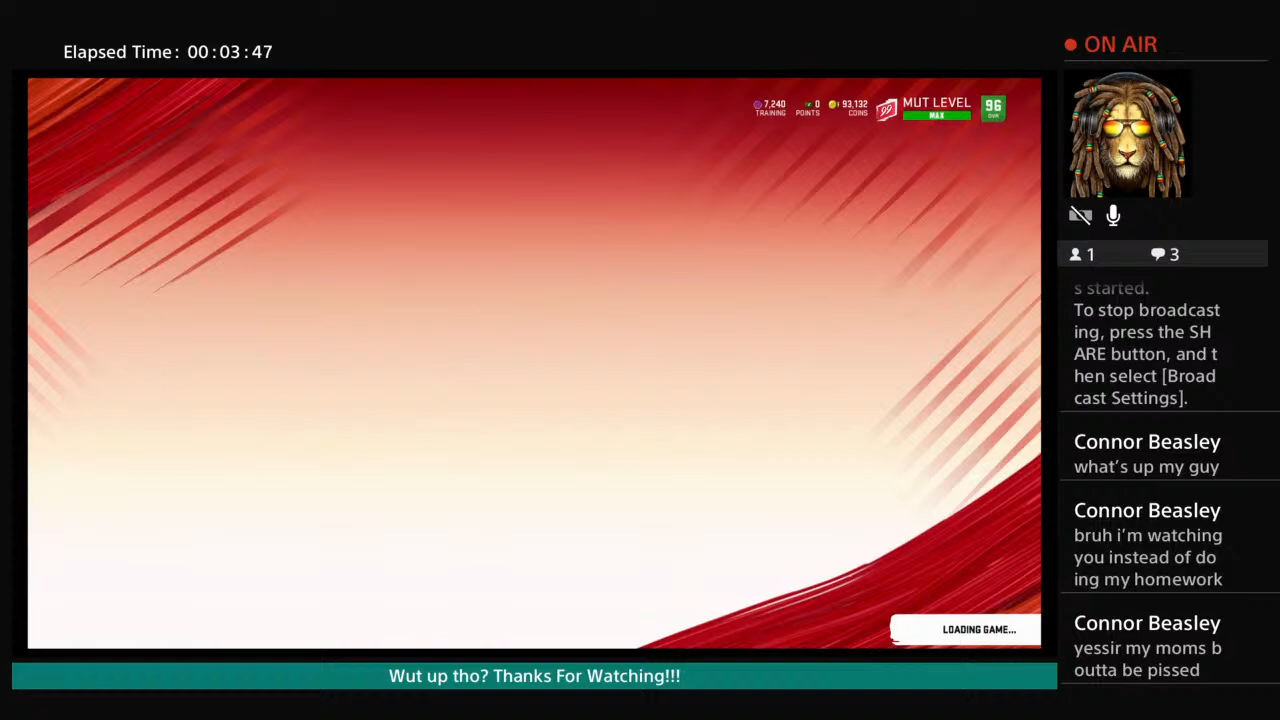 Elapsed Time: 00:03:47
ON AIR
7,240
TRAINING
0
POINTS
93,132
COINS
99
MUT LEVEL
MAX
96
OVR
1
3
s started.
To stop broadcast
ing, press the SH
ARE button, and t
hen select [Broad
cast Settings].
Connor Beasley
what's up my guy
Connor Beasley
bruh i'm watching
you instead of do
ing my homework
Connor Beasley
yessir my moms b
outta be pissed
LOADING GAME...
Wut up tho? Thanks For Watching!!!